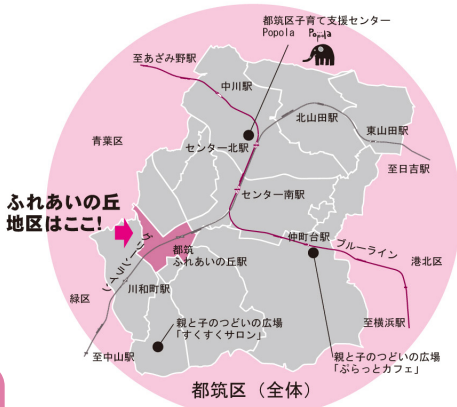 都筑区子育て支援センター
Popola
Popola
至あざみ野駅
中川駅
北山田駅
東山田駅
青葉区
センター北駅
至日吉駅
センター南駅
ふれあいの丘
地区はここ!
グリーンライン
都筑
ふれあいの丘駅
仲町台駅
ブルーライン
港北区
緑区
川和町駅
親と子のつどいの広場
「すくすくサロン」
至横浜駅
至中山駅
親と子のつどいの広場
「ぷらっとカフェ」
都筑区（全体）